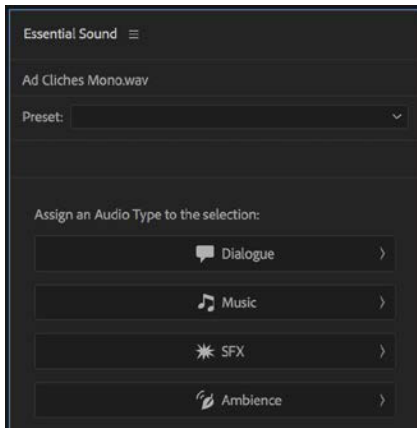 Essential Sound
Ad Cliches Mono.wav
Preset:
Assign an Audio Type to the selection:
Dialogue
Music
SFX
Ambience